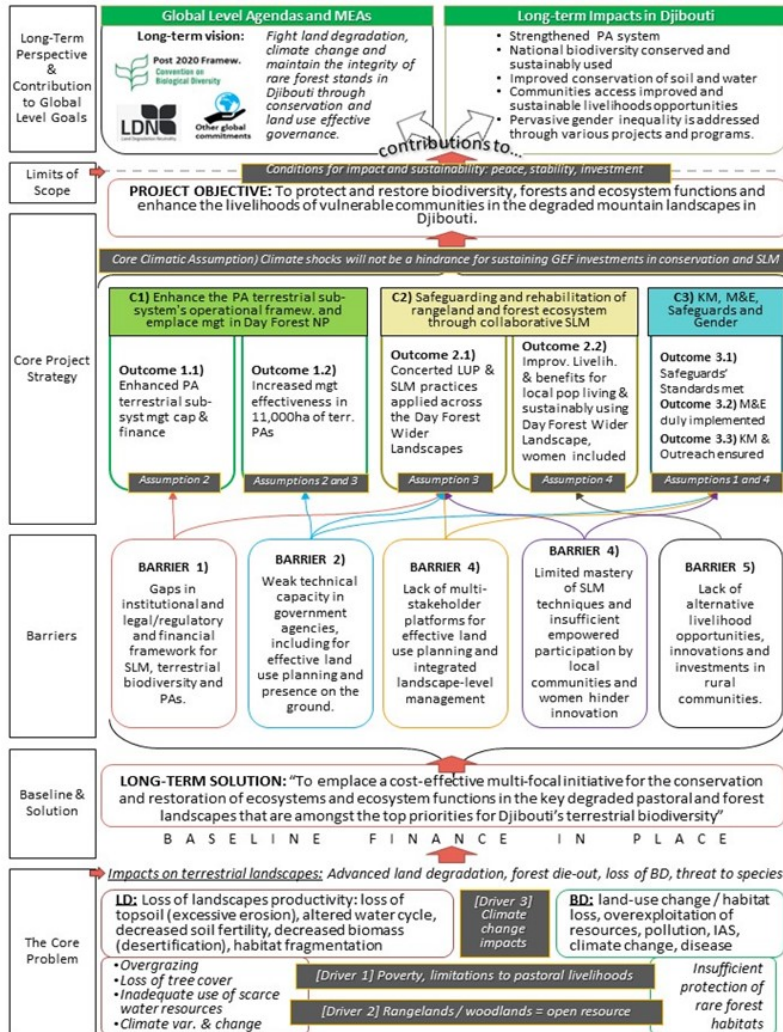 Long-Term
Perspective
&
Contribution
to Global
Level Goals
Global Level Agendas and MEAs
Long-term vision:
Post 2020 Framew.
Convention on
Biological Diversity
LDN
Land Degradation Neutrality
Other global
commitments
Fight land degradation,
climate change and
maintain the integrity of
rare forest stands in
Djibouti through
conservation and
land use effective
governance.
Long-term Impacts in Djibouti
• Strengthened PA system
• National biodiversity conserved and
sustainably used
• Improved conservation of soil and water
• Communities access improved and
sustainable livelihoods opportunities
• Pervasive gender inequality is addressed
through various projects and programs.
contributions to...
Limits of
Scope
Conditions for impact and sustainability: peace, stability, investment
PROJECT OBJECTIVE: To protect and restore biodiversity, forests and ecosystem functions and
enhance the livelihoods of vulnerable communities in the degraded mountain landscapes in
Djibouti.
Core Climatic Assumption) Climate shocks will not be a hindrance for sustaining GEF investments in conservation and SLM
Core Project
Strategy
C1) Enhance the PA terrestrial sub-
system's operational framew. and
emplace mgt in Day Forest NP
Outcome 1.1)
Enhanced PA
terrestrial sub-
syst mgt cap &
finance
Assumption 2
Outcome 1.2)
Increased mgt
effectiveness in
11,000ha of terr.
PAs
Assumptions 2 and 3
C2) Safeguarding and rehabilitation of
rangeland and forest ecosystem
through collaborative SLM
Outcome 2.1)
Concerted LUP &
SLM practices
applied across
the Day Forest
Wider
Landscapes
Assumption 3
Outcome 2.2)
Improv. Livelih.
& benefits for
local pop living &
sustainably using
Day Forest Wider
Landscape,
women included
Assumption 4
C3) KM, M&E,
Safeguards and
Gender
Outcome 3.1)
Safeguards'
Standards met
Outcome 3.2) M&E
duly implemented
Outcome 3.3) KM &
Outreach ensured
Assumptions 1 and 4
Barriers
BARRIER 1)
Gaps in
institutional and
legal/regulatory
and financial
framework for
SLM, terrestrial
biodiversity and
PAs.
BARRIER 2)
Weak technical
capacity in
government
agencies,
including for
effective land
use planning and
presence on the
ground.
BARRIER 4)
Lack of multi-
stakeholder
platforms for
effective land
use planning and
integrated
landscape-level
management
BARRIER 4)
Limited mastery
of SLM
techniques and
insufficient
empowered
participation by
local
communities and
women hinder
innovation
BARRIER 5)
Lack of
alternative
livelihood
opportunities,
innovations and
investments in
rural
communities.
Baseline &
Solution
LONG-TERM SOLUTION: “To emplace a cost-effective multi-focal initiative for the conservation
and restoration of ecosystems and ecosystem functions in the key degraded pastoral and forest
landscapes that are amongst the top priorities for Djibouti's terrestrial biodiversity”
BASELINE FINANCE IN PLACE
The Core
Problem
Impacts on terrestrial landscapes: Advanced land degradation, forest die-out, loss of BD, threat to species
LD: Loss of landscapes productivity: loss of
topsoil (excessive erosion), altered water cycle,
decreased soil fertility, decreased biomass
(desertification), habitat fragmentation
[Driver 3]
Climate
change
impacts
BD: land-use change / habitat
loss, overexploitation of
resources, pollution, IAS,
climate change, disease
• Overgrazing
• Loss of tree cover
• Inadequate use of scarce
water resources
• Climate var. & change
[Driver 1] Poverty, limitations to pastoral livelihoods
[Driver 2] Rangelands / woodlands = open resource
Insufficient
protection of
rare forest
habitats